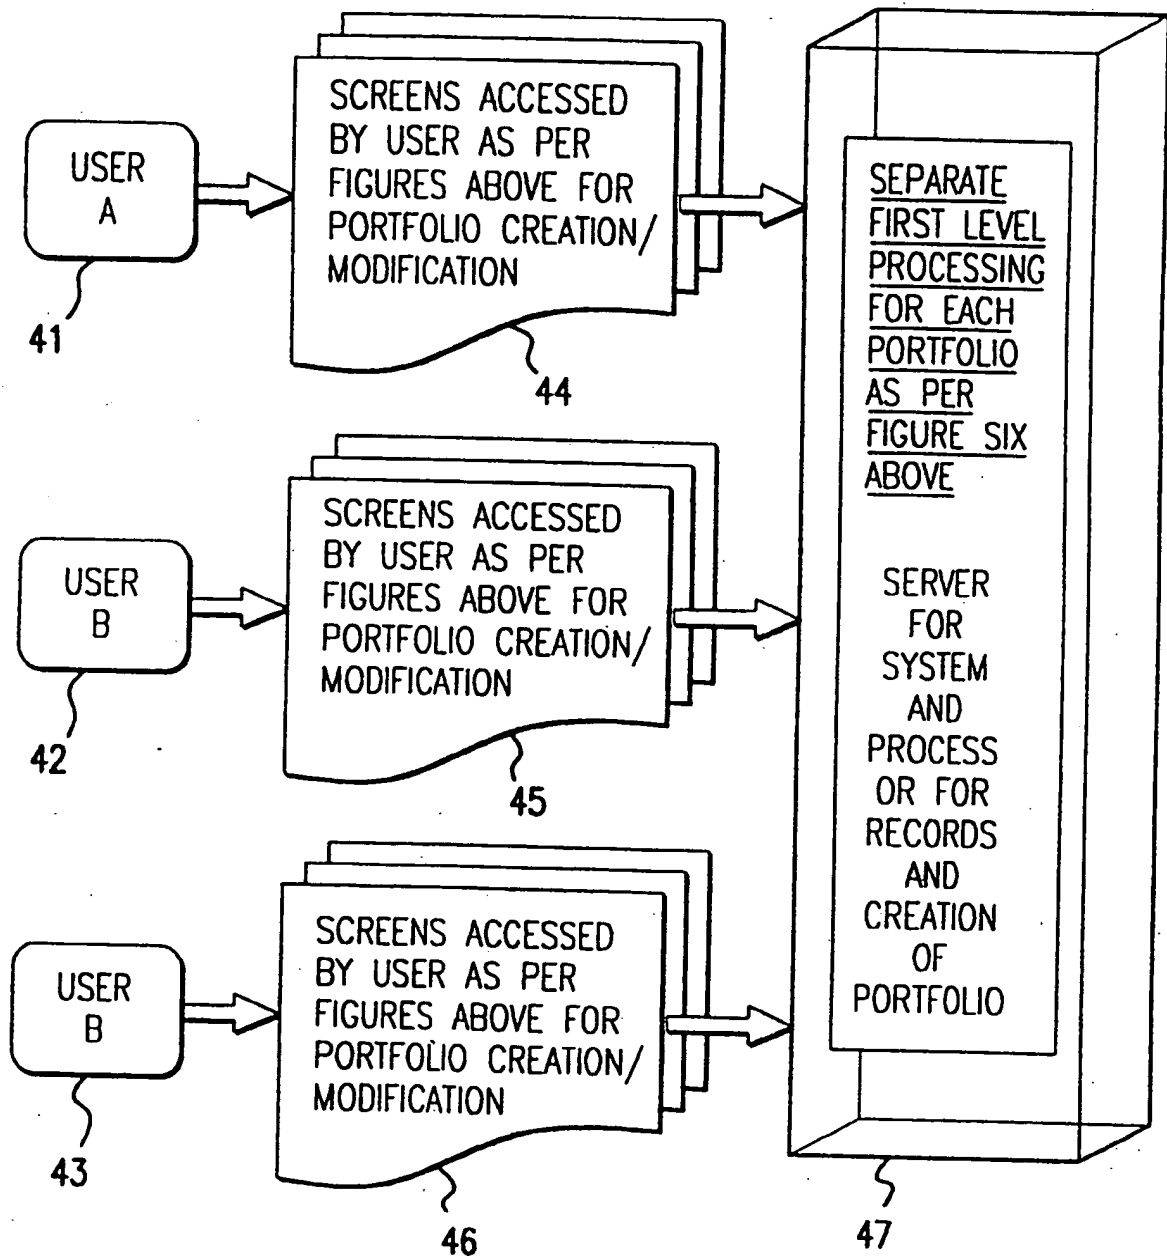 USER
A
41
SCREENS ACCESSED
BY USER AS PER
FIGURES ABOVE FOR
PORTFOLIO CREATION/
MODIFICATION
44
USER
B
42
SCREENS ACCESSED
BY USER AS PER
FIGURES ABOVE FOR
PORTFOLIO CREATION/
MODIFICATION
45
USER
B
43
SCREENS ACCESSED
BY USER AS PER
FIGURES ABOVE FOR
PORTFOLIO CREATION/
MODIFICATION
46
SEPARATE
FIRST LEVEL
PROCESSING
FOR EACH
PORTFOLIO
AS PER
FIGURE SIX
ABOVE
SERVER
FOR
SYSTEM
AND
PROCESS
OR FOR
RECORDS
AND
CREATION
OF
PORTFOLIO
47